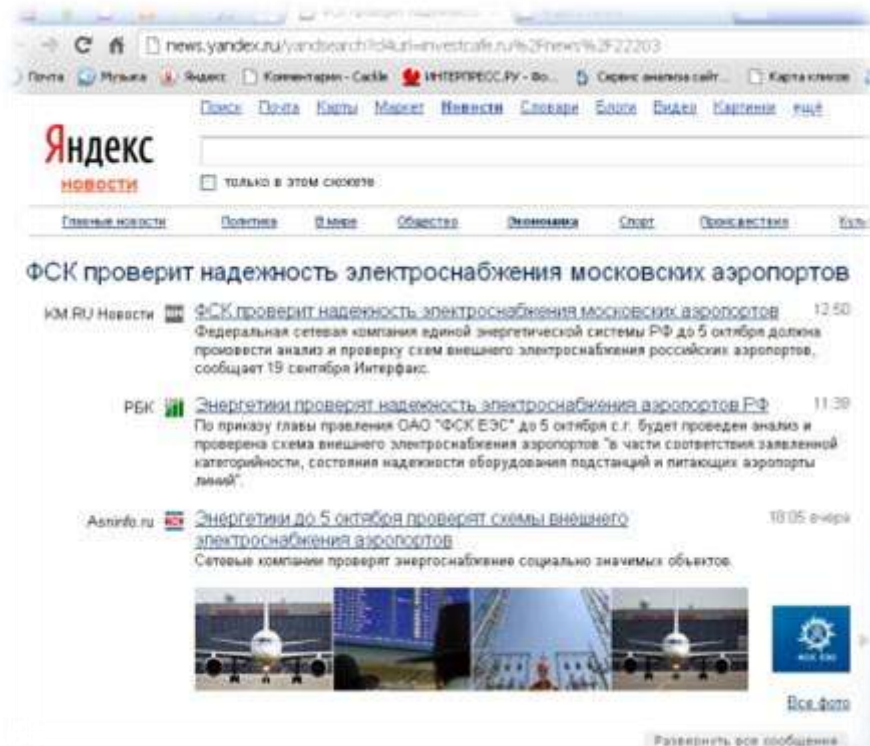 news.yandex.ru/yandsearch?cl4url=investcafe.ru%2Fnews%2F22203
Почта Музыка Яндекс Комментарии - Cackle ИНТЕРПРЕСС.РУ - Фо... Сервис анализа сайт... Карта кликов
Поиск Почта Карты Маркет Новости Словари Блоги Видео Картинки ещё
Яндекс
новости
только в этом сюжете
Главные новости Политика В мире Общество Экономика Спорт Происшествия Куль
ФСК проверит надежность электроснабжения московских аэропортов
KM.RU Новости ФСК проверит надежность электроснабжения московских аэропортов 12:50
Федеральная сетевая компания единой энергетической системы РФ до 5 октября должна
произвести анализ и проверку схем внешнего электроснабжения российских аэропортов,
сообщает 19 сентября Интерфакс.
РБК Энергетики проверят надежность электроснабжения аэропортов РФ 11:39
По приказу главы правления ОАО "ФСК ЕЭС" до 5 октября с.г. будет проведен анализ и
проверена схема внешнего электроснабжения аэропортов "в части соответствия заявленной
категорийности, состояния надежности оборудования подстанций и питающих аэропорты
линий".
Asninfo.ru Энергетики до 5 октября проверят схемы внешнего 18:05 вчера
электроснабжения аэропортов
Сетевые компании проверят энергоснабжение социально значимых объектов.
ФСК ЕЭС
Все фото
Развернуть все сообщения